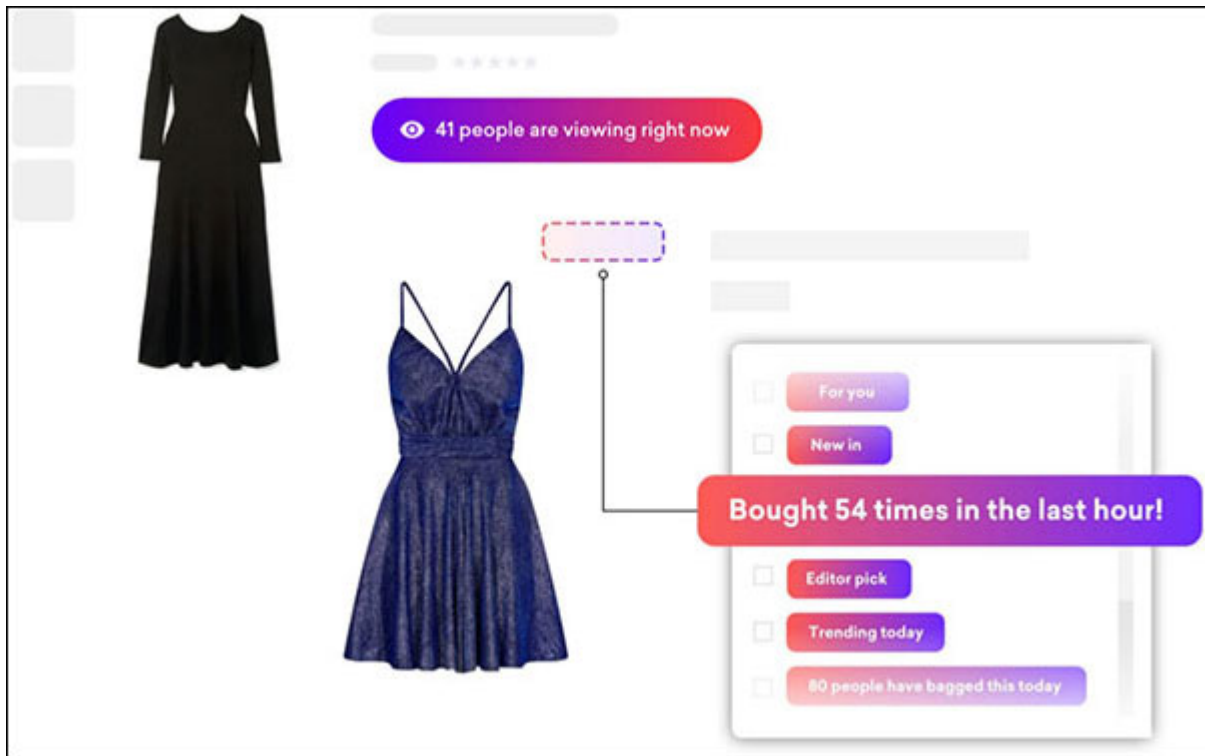 41 people are viewing right now
For you
New in
Bought 54 times in the last hour!
Editor pick
Trending today
80 people have bagged this today